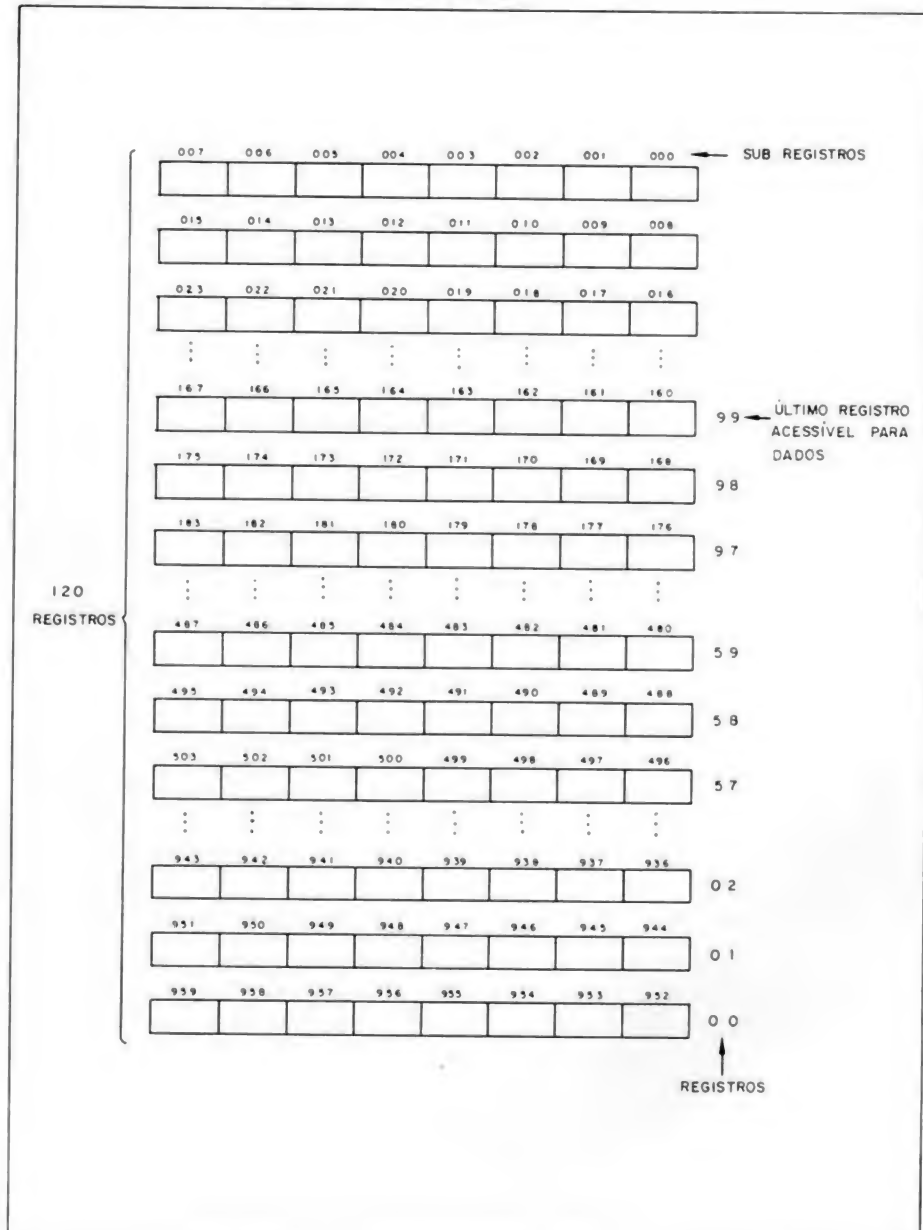 007 006 005 004 003 002 001 000 SUB REGISTROS
015 014 013 012 011 010 009 008
023 022 021 020 019 018 017 016
167 166 165 164 163 162 161 160
99 ÚLTIMO REGISTRO
ACESSÍVEL PARA
DADOS
175 174 173 172 171 170 169 168
98
183 182 181 180 179 178 177 176
97
120
REGISTROS
487 486 485 484 483 482 481 480
59
495 494 493 492 491 490 489 488
58
503 502 501 500 499 498 497 496
57
943 942 941 940 939 938 937 936
02
951 950 949 948 947 946 945 944
01
959 958 957 956 955 954 953 952
00
REGISTROS